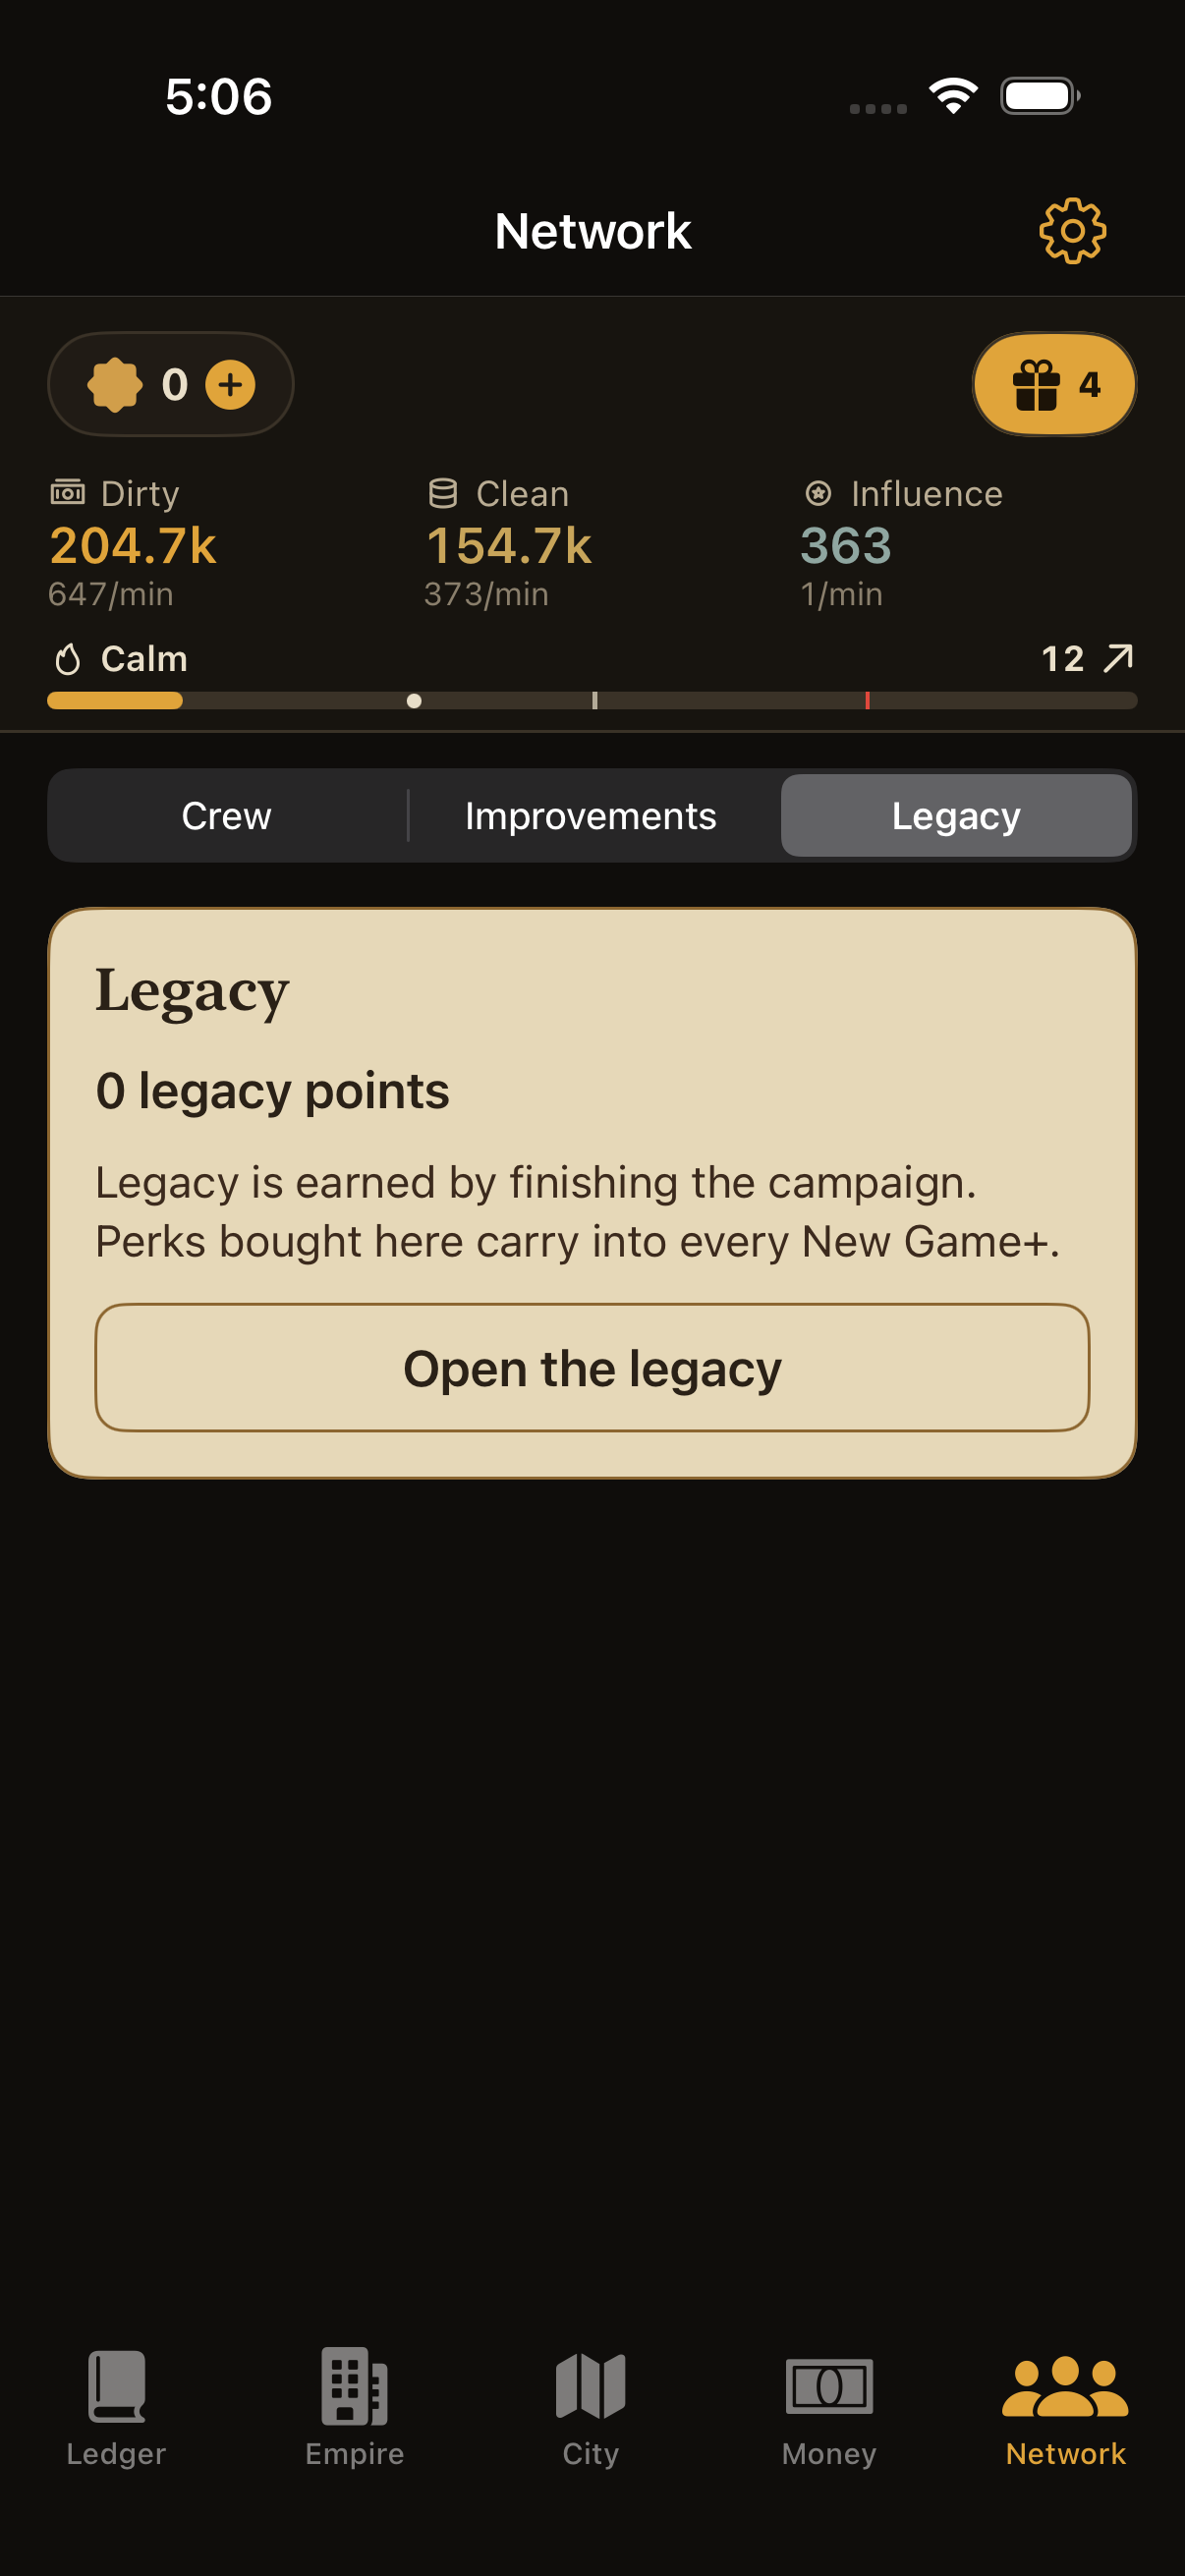 5:06
Network
0
4
Dirty
Clean
Influence
204.7k
154.7k
363
647/min
373/min
1/min
Calm
12
Crew
Improvements
Legacy
Legacy
0 legacy points
Legacy is earned by finishing the campaign.
Perks bought here carry into every New Game+.
Open the legacy
Ledger
Empire
City
Money
Network